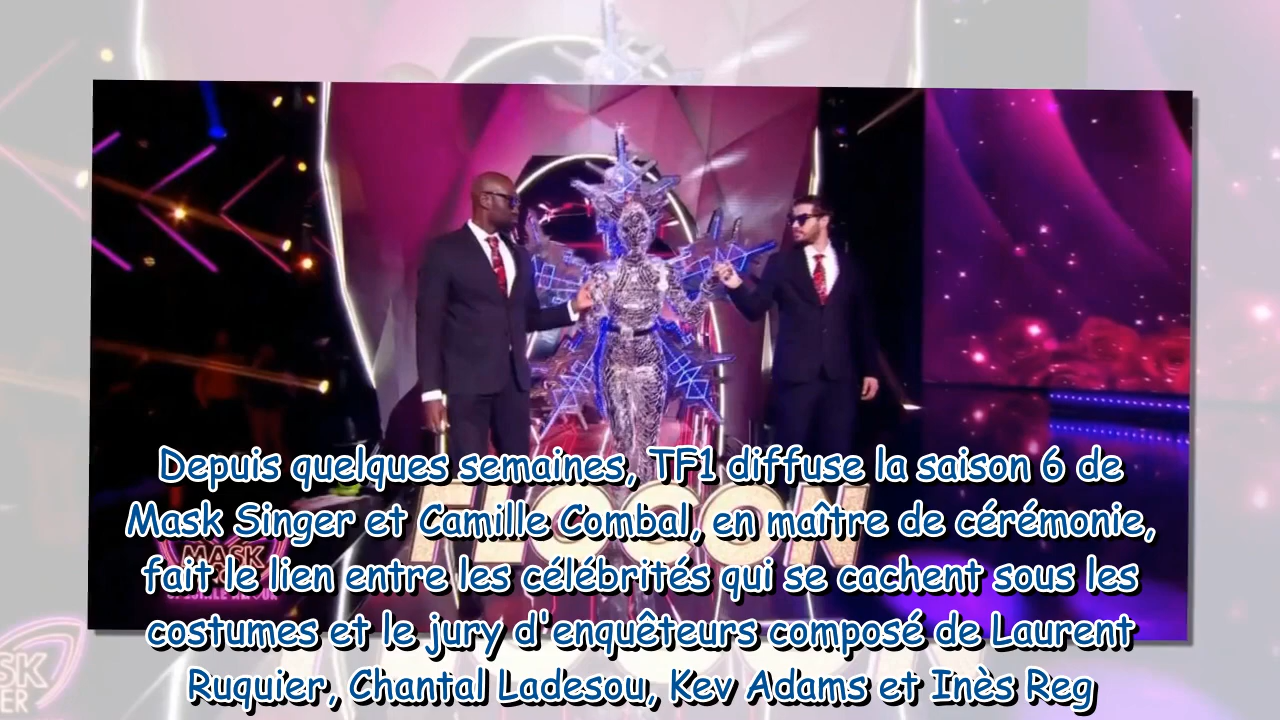 Depuis quelques semaines, TF1 diffuse la saison 6 de
Mask Singer et Camille Combal, en maître de cérémonie,
fait le lien entre les célébrités qui se cachent sous les
costumes et le jury d'enquêteurs composé de Laurent
Ruquier, Chantal Ladesou, Kev Adams et Inès Reg
FLOCON
MASK